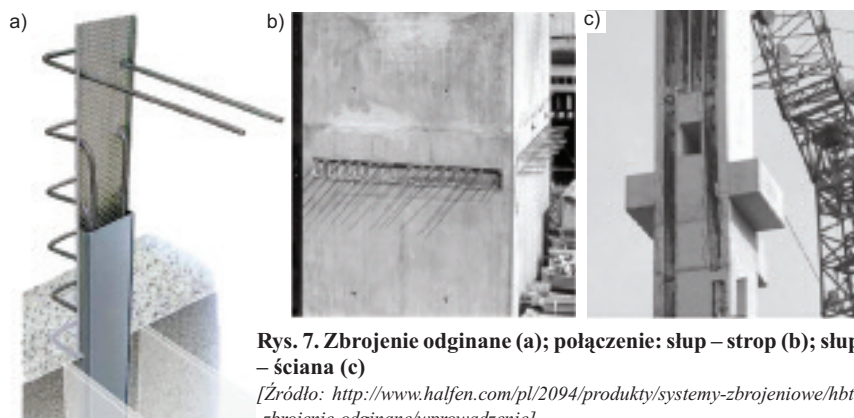 a)
b)
c)
Rys. 7. Zbrojenie odginane (a); połączenie: słup – strop (b); słup
– ściana (c)
[Źródło: http://www.halfen.com/pl/2094/produkty/systemy-zbrojeniowe/hbt
-zbrojenie-odginane/wprowadzenie]